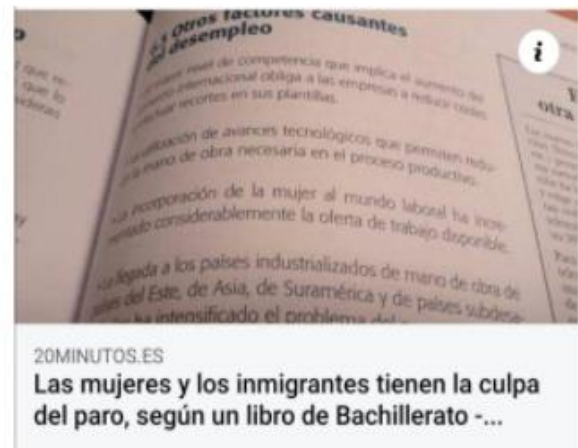 Otros factores causantes
del desempleo
nivel de competencia que implica el aumento de
internacional obliga a las empresas a reducir costes
recortes en sus plantillas.
utilización de avances tecnológicos que permiten redu-
mano de obra necesaria en el proceso productivo.
incorporación de la mujer al mundo laboral ha incre-
mentado considerablemente la oferta de trabajo disponible.
llegada a los países industrializados de mano de obra de
del Este, de Asia, de Suramérica y de países subdesa-
ha intensificado el problema
otra
i
20MINUTOS.ES
Las mujeres y los inmigrantes tienen la culpa
del paro, según un libro de Bachillerato -...